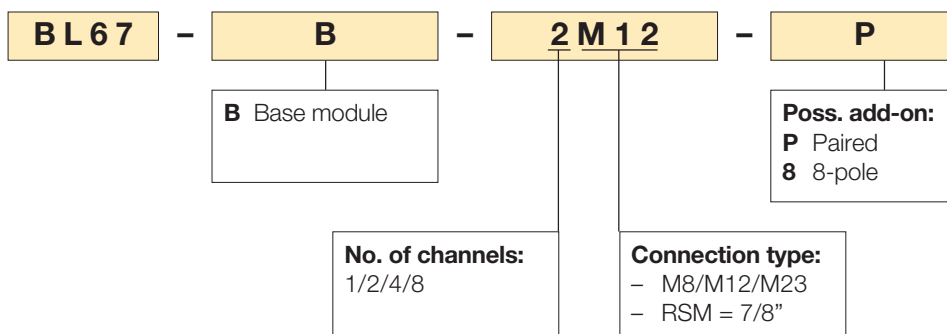 BL67 – B – 2M12 – P
B Base module
Poss. add-on:
P Paired
8 8-pole
No. of channels:
1/2/4/8
Connection type:
– M8/M12/M23
– RSM = 7/8”